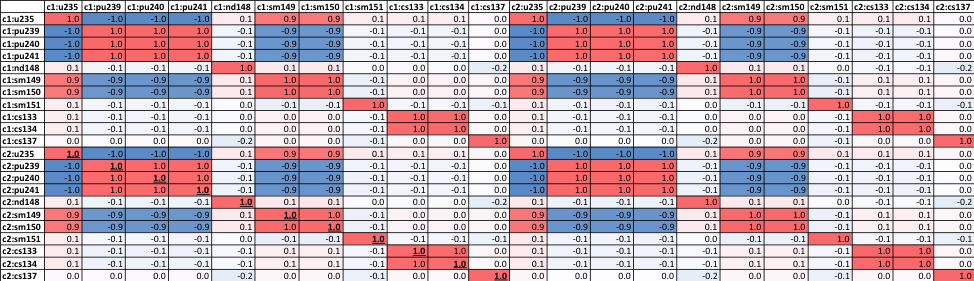 c1:u235 c1:pu239 c1:pu240 c1:pu241 c1:nd148 c1:sm149 c1:sm150 c1:sm151 c1:cs133 c1:cs134 c1:cs137 c2:u235 c2:pu239 c2:pu240 c2:pu241 c2:nd148 c2:sm149 c2:sm150 c2:sm151 c2:cs133 c2:cs134 c2:cs137
c1:u235 1.0 -1.0 -1.0 -1.0 0.1 0.9 0.9 0.1 0.1 0.1 0.0 1.0 -1.0 -1.0 -1.0 0.1 0.9 0.9 0.1 0.1 0.1 0.0
c1:pu239 -1.0 1.0 1.0 1.0 -0.1 -0.9 -0.9 -0.1 -0.1 -0.1 0.0 -1.0 1.0 1.0 1.0 -0.1 -0.9 -0.9 -0.1 -0.1 -0.1 0.0
c1:pu240 -1.0 1.0 1.0 1.0 -0.1 -0.9 -0.9 -0.1 -0.1 -0.1 0.0 -1.0 1.0 1.0 1.0 -0.1 -0.9 -0.9 -0.1 -0.1 -0.1 0.0
c1:pu241 -1.0 1.0 1.0 1.0 -0.1 -0.9 -0.9 -0.1 -0.1 -0.1 0.0 -1.0 1.0 1.0 1.0 -0.1 -0.9 -0.9 -0.1 -0.1 -0.1 0.0
c1:nd148 0.1 -0.1 -0.1 -0.1 1.0 0.1 0.1 -0.1 0.1 0.1 -0.2 0.1 -0.1 -0.1 -0.1 1.0 0.1 0.1 -0.1 0.1 0.1 -0.2
c1:sm149 0.9 -0.9 -0.9 -0.9 0.1 1.0 1.0 -0.1 0.1 0.1 0.0 0.9 -0.9 -0.9 -0.9 0.1 1.0 1.0 -0.1 0.1 0.1 0.0
c1:sm150 0.9 -0.9 -0.9 -0.9 0.1 1.0 1.0 -0.1 0.1 0.1 0.0 0.9 -0.9 -0.9 -0.9 0.1 1.0 1.0 -0.1 0.1 0.1 0.0
c1:sm151 0.1 -0.1 -0.1 -0.1 -0.1 -0.1 -0.1 1.0 -0.1 -0.1 -0.1 0.1 -0.1 -0.1 -0.1 -0.1 -0.1 -0.1 1.0 -0.1 -0.1 -0.1
c1:cs133 0.1 -0.1 -0.1 -0.1 0.1 0.1 0.1 -0.1 1.0 1.0 0.0 0.1 -0.1 -0.1 -0.1 0.1 0.1 0.1 -0.1 1.0 1.0 0.0
c1:cs134 0.1 -0.1 -0.1 -0.1 0.1 0.1 0.1 -0.1 1.0 1.0 0.0 0.1 -0.1 -0.1 -0.1 0.1 0.1 0.1 -0.1 1.0 1.0 0.0
c1:cs137 0.0 0.0 0.0 0.0 -0.2 0.0 0.0 -0.1 0.0 0.0 1.0 0.0 0.0 0.0 0.0 -0.2 0.0 0.0 -0.1 0.0 0.0 1.0
c2:u235 1.0 -1.0 -1.0 -1.0 0.1 0.9 0.9 0.1 0.1 0.1 0.0 1.0 -1.0 -1.0 -1.0 0.1 0.9 0.9 0.1 0.1 0.1 0.0
c2:pu239 -1.0 1.0 1.0 1.0 -0.1 -0.9 -0.9 -0.1 -0.1 -0.1 0.0 -1.0 1.0 1.0 1.0 -0.1 -0.9 -0.9 -0.1 -0.1 -0.1 0.0
c2:pu240 -1.0 1.0 1.0 1.0 -0.1 -0.9 -0.9 -0.1 -0.1 -0.1 0.0 -1.0 1.0 1.0 1.0 -0.1 -0.9 -0.9 -0.1 -0.1 -0.1 0.0
c2:pu241 -1.0 1.0 1.0 1.0 -0.1 -0.9 -0.9 -0.1 -0.1 -0.1 0.0 -1.0 1.0 1.0 1.0 -0.1 -0.9 -0.9 -0.1 -0.1 -0.1 0.0
c2:nd148 0.1 -0.1 -0.1 -0.1 1.0 0.1 0.1 -0.1 0.1 0.1 -0.2 0.1 -0.1 -0.1 -0.1 1.0 0.1 0.1 -0.1 0.1 0.1 -0.2
c2:sm149 0.9 -0.9 -0.9 -0.9 0.1 1.0 1.0 -0.1 0.1 0.1 0.0 0.9 -0.9 -0.9 -0.9 0.1 1.0 1.0 -0.1 0.1 0.1 0.0
c2:sm150 0.9 -0.9 -0.9 -0.9 0.1 1.0 1.0 -0.1 0.1 0.1 0.0 0.9 -0.9 -0.9 -0.9 0.1 1.0 1.0 -0.1 0.1 0.1 0.0
c2:sm151 0.1 -0.1 -0.1 -0.1 -0.1 -0.1 -0.1 1.0 -0.1 -0.1 -0.1 0.1 -0.1 -0.1 -0.1 -0.1 -0.1 -0.1 1.0 -0.1 -0.1 -0.1
c2:cs133 0.1 -0.1 -0.1 -0.1 0.1 0.1 0.1 -0.1 1.0 1.0 0.0 0.1 -0.1 -0.1 -0.1 0.1 0.1 0.1 -0.1 1.0 1.0 0.0
c2:cs134 0.1 -0.1 -0.1 -0.1 0.1 0.1 0.1 -0.1 1.0 1.0 0.0 0.1 -0.1 -0.1 -0.1 0.1 0.1 0.1 -0.1 1.0 1.0 0.0
c2:cs137 0.0 0.0 0.0 0.0 -0.2 0.0 0.0 -0.1 0.0 0.0 1.0 0.0 0.0 0.0 0.0 -0.2 0.0 0.0 -0.1 0.0 0.0 1.0